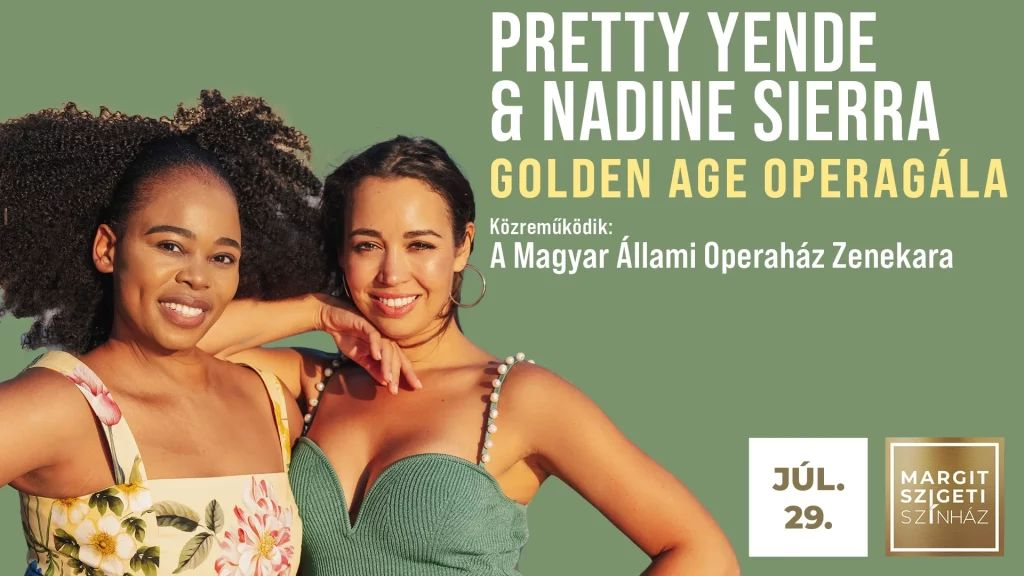 PRETTY YENDE
& NADINE SIERRA
GOLDEN AGE OPERAGÁLA
Közreműködik:
A Magyar Állami Operaház Zenekara
JÚL.
29.
MARGIT
SZIGETI
SZÍNHÁZ